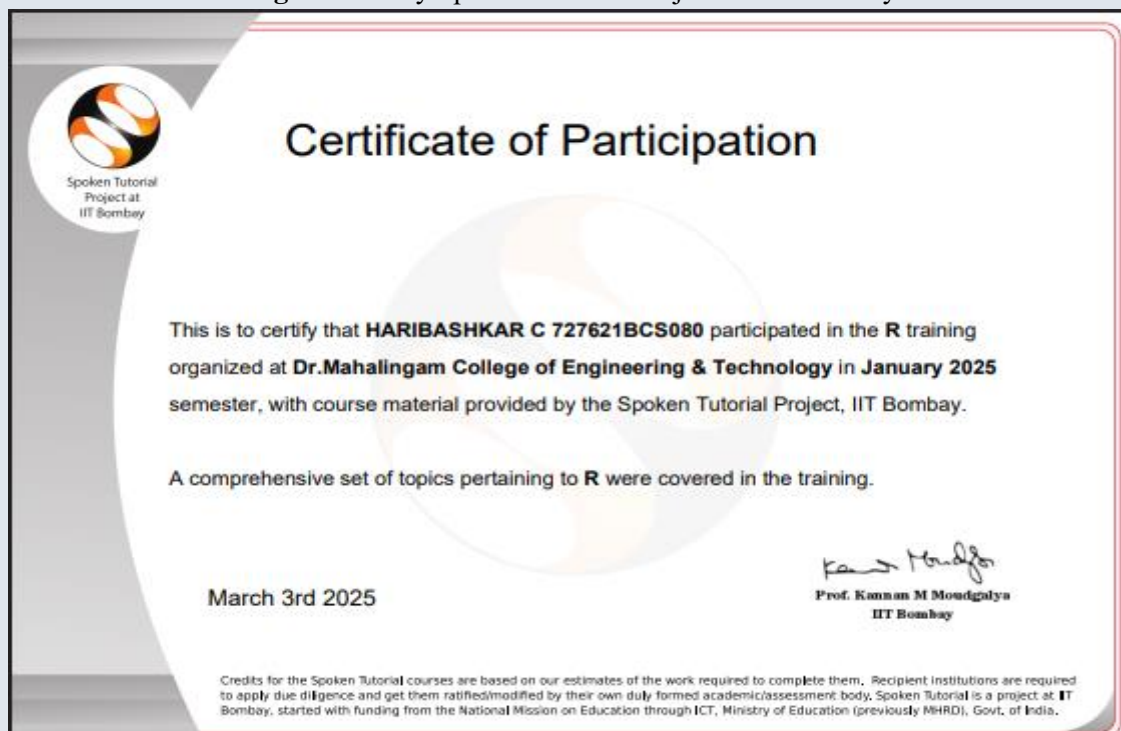 Spoken Tutorial
Project at
IIT Bombay
Certificate of Participation
This is to certify that HARIBASHKAR C 727621BCS080 participated in the R training
organized at Dr.Mahalingam College of Engineering & Technology in January 2025
semester, with course material provided by the Spoken Tutorial Project, IIT Bombay.
A comprehensive set of topics pertaining to R were covered in the training.
March 3rd 2025
Prof. Kannan M Moudgalya
IIT Bombay
Credits for the Spoken Tutorial courses are based on our estimates of the work required to complete them. Recipient institutions are required
to apply due diligence and get them ratified/modified by their own duly formed academic/assessment body. Spoken Tutorial is a project at IIT
Bombay, started with funding from the National Mission on Education through ICT, Ministry of Education (previously MHRD), Govt. of India.